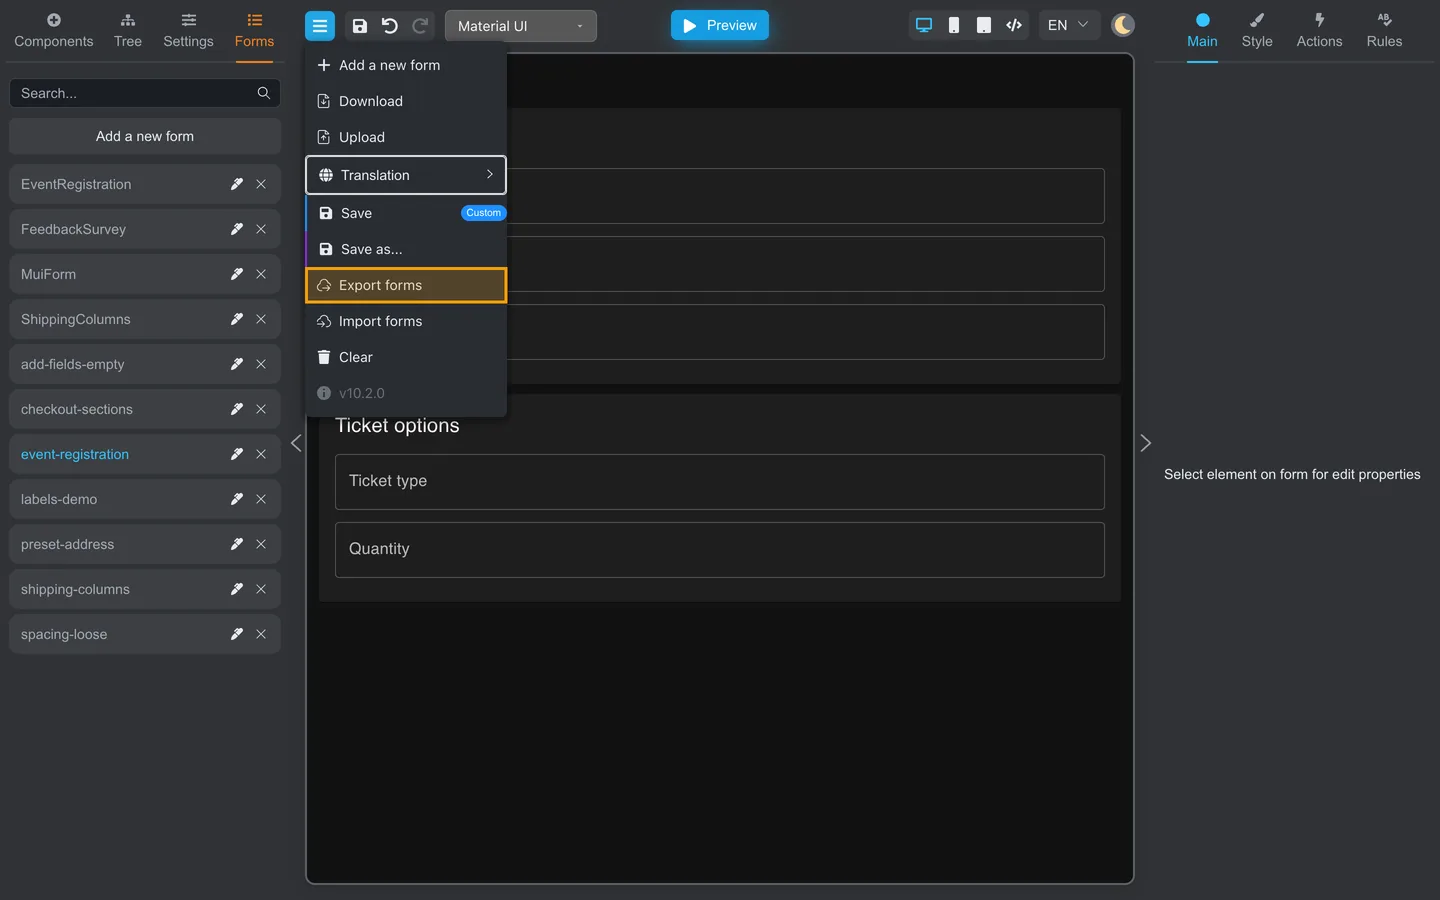 Components
Tree
Settings
Forms
Material UI
Preview
EN
Main
Style
Actions
Rules
Search...
Add a new form
EventRegistration
FeedbackSurvey
MuiForm
ShippingColumns
add-fields-empty
checkout-sections
event-registration
labels-demo
preset-address
shipping-columns
spacing-loose
Add a new form
Download
Upload
Translation
Save
Custom
Save as...
Export forms
Import forms
Clear
v10.2.0
Ticket options
Ticket type
Quantity
Select element on form for edit properties